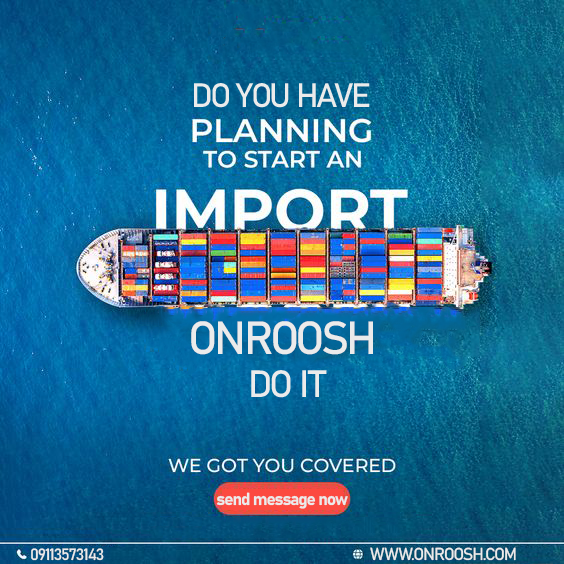 DO YOU HAVE
PLANNING
TO START AN
IMPORT
ONROOSH
DO IT
WE GOT YOU COVERED
send message now
09113573143
WWW.ONROOSH.COM